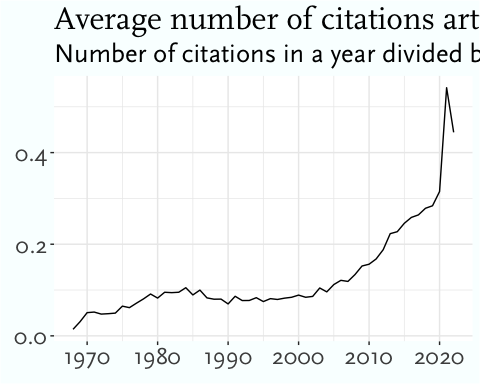 Average number of citations art
Number of citations in a year divided b
0.4
0.2
0.0
1970 1980 1990 2000 2010 2020